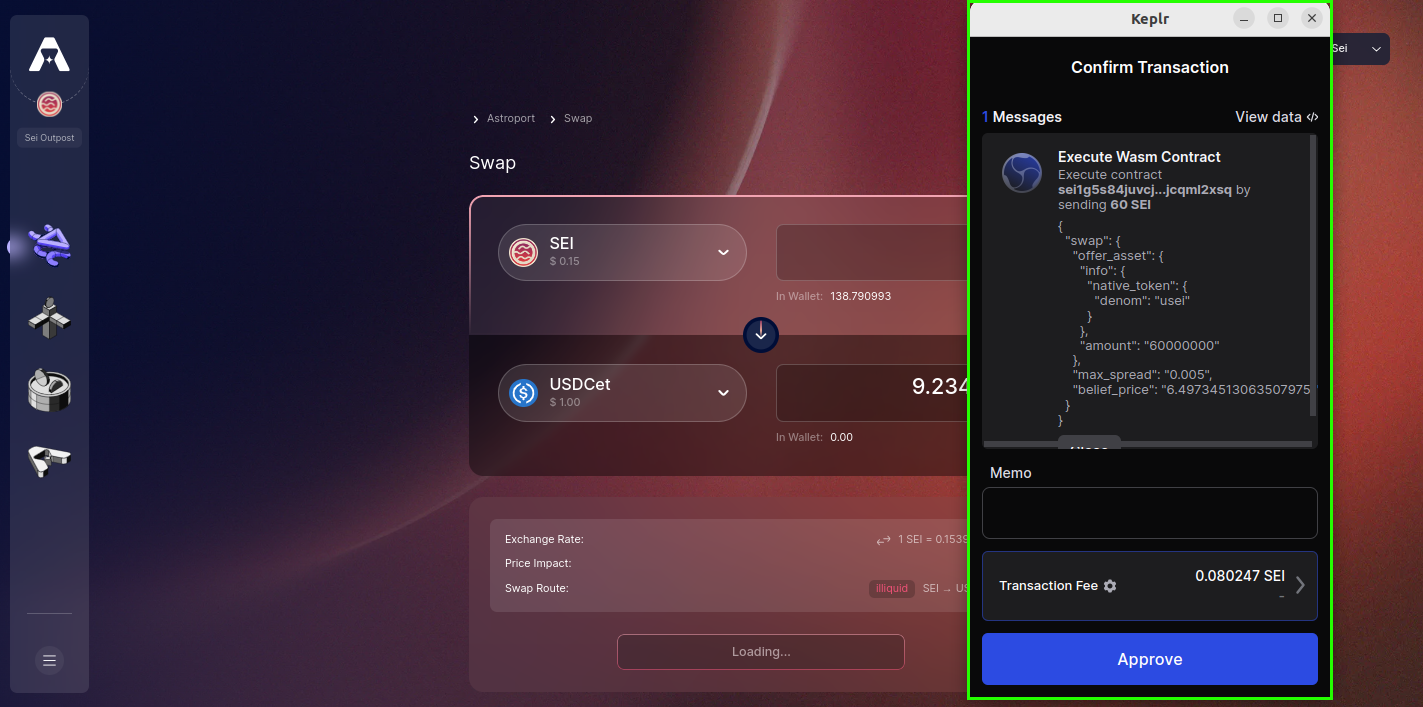 Sei Outpost
Astroport
Swap
Swap
SEI
$ 0.15
In Wallet: 138.790993
USDCet
$ 1.00
9.234
In Wallet: 0.00
Exchange Rate:
1 SEI = 0.1539
Price Impact:
Swap Route:
illiquid
SEI → US
Loading...
Keplr
Confirm Transaction
1 Messages
View data
Execute Wasm Contract
Execute contract
sei1g5s84juvcj...jcqml2xsq by
sending 60 SEI
{
"swap": {
"offer_asset": {
"info": {
"native_token": {
"denom": "usei"
}
},
"amount": "60000000"
},
"max_spread": "0.005",
"belief_price": "6.49734513063507975
}
}
Memo
Transaction Fee
0.080247 SEI
-
Approve
Sei